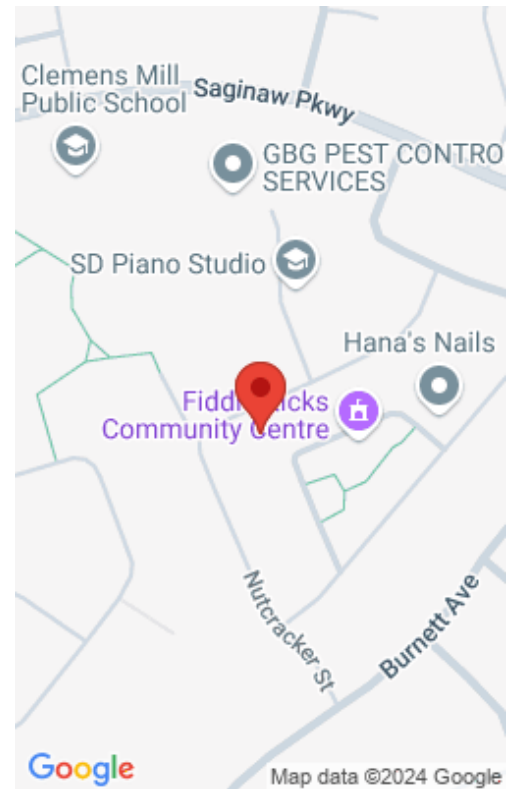 Clemens Mill
Public School
Saginaw Pkwy
GBG PEST CONTRO
SERVICES
SD Piano Studio
Hana's Nails
Community Centre
Nutcracker St
Burnett Ave
Google
Map data ©2024 Google